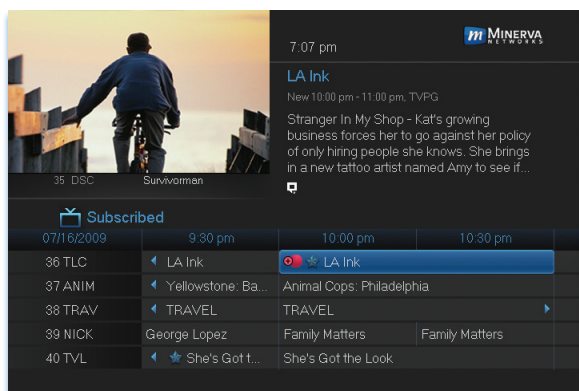 7:07 pm
m MINERVA
NETWORKS
LA Ink
New 10:00 pm - 11:00 pm, TVPG
Stranger In My Shop - Kat's growing
business forces her to go against her policy
of only hiring people she knows. She brings
in a new tattoo artist named Amy to see if...
35 DSC Survivorman
Subscribed
07/16/2009 9:30 pm 10:00 pm 10:30 pm
36 TLC LA Ink LA Ink
37 ANIM Yellowstone: Ba... Animal Cops: Philadelphia
38 TRAV TRAVEL TRAVEL
39 NICK George Lopez Family Matters Family Matters
40 TVL She's Got t... She's Got the Look